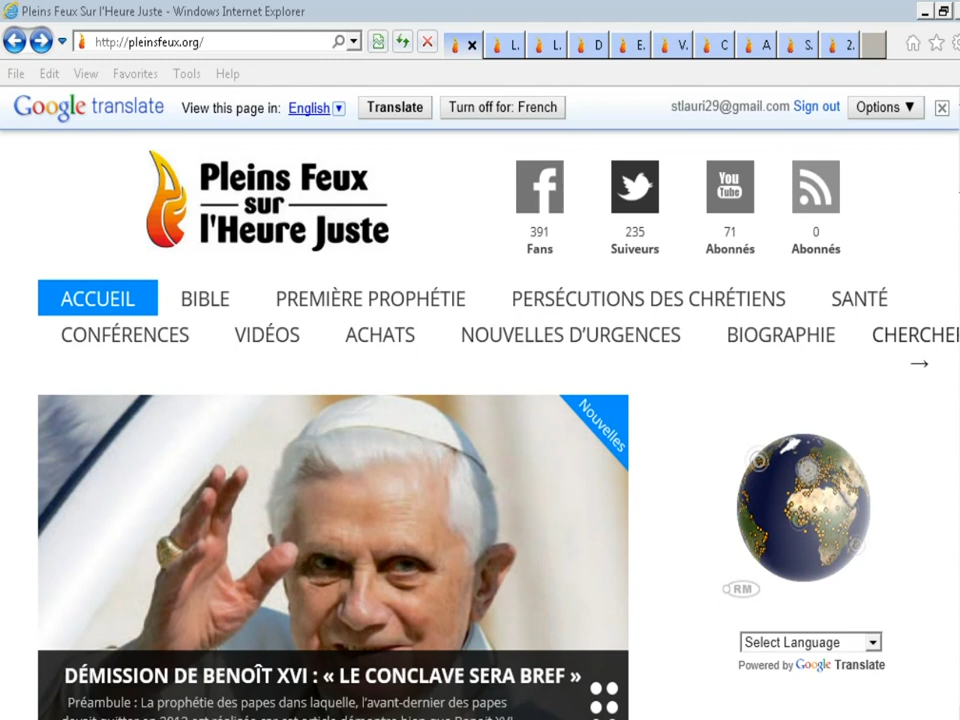 Pleins Feux Sur l'Heure Juste - Windows Internet Explorer
http://pleinsfeux.org/
L.
L.
D
E.
V.
C
A
S.
2.
File Edit View Favorites Tools Help
Google translate View this page in: English Translate Turn off for: French stlauri29@gmail.com Sign out Options ▼
Pleins Feux
sur
l'Heure Juste
You
Tube
391 235 71 0
Fans Suiveurs Abonnés Abonnés
ACCUEIL BIBLE PREMIÈRE PROPHÉTIE PERSÉCUTIONS DES CHRÉTIENS SANTÉ
CONFÉRENCES VIDÉOS ACHATS NOUVELLES D'URGENCES BIOGRAPHIE CHERCHEI
→
Nouvelles
RM
Select Language
Powered by Google Translate
DÉMISSION DE BENOÎT XVI : « LE CONCLAVE SERA BREF »
Préambule : La prophétie des papes dans laquelle, l'avant-dernier des papes